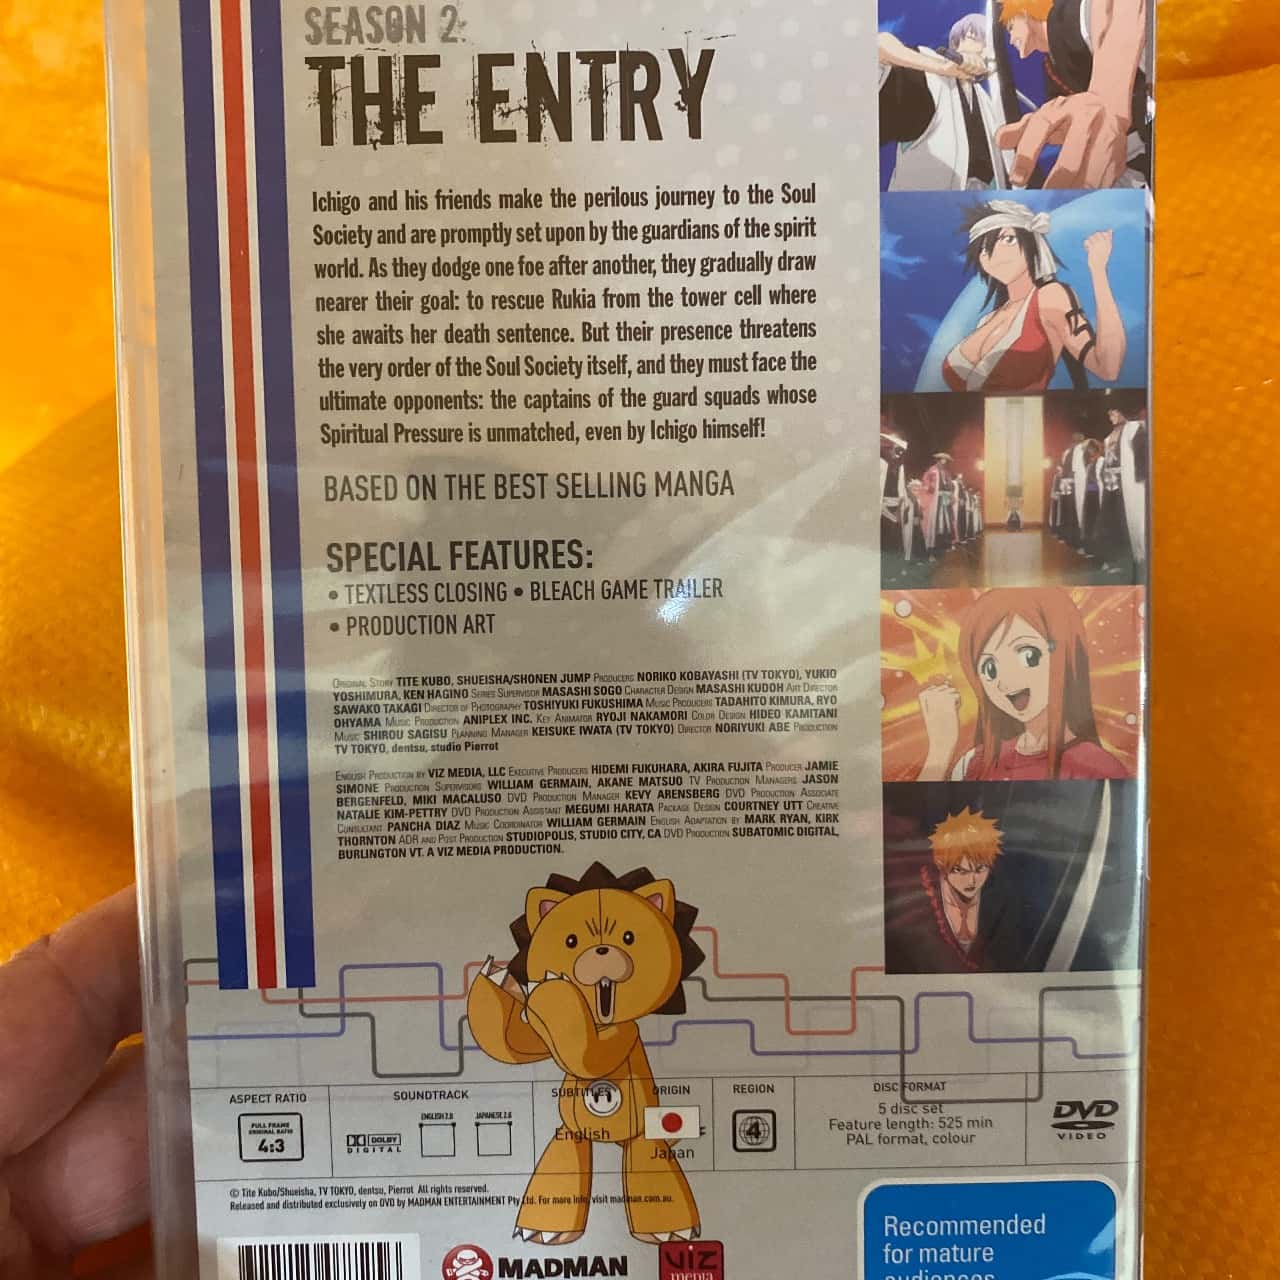 SEASON 2:
THE ENTRY
Ichigo and his friends make the perilous journey to the Soul
Society and are promptly set upon by the guardians of the spirit
world. As they dodge one foe after another, they gradually draw
nearer their goal: to rescue Rukia from the tower cell where
she awaits her death sentence. But their presence threatens
the very order of the Soul Society itself, and they must face the
ultimate opponents: the captains of the guard squads whose
Spiritual Pressure is unmatched, even by Ichigo himself!
BASED ON THE BEST SELLING MANGA
SPECIAL FEATURES:
• TEXTLESS CLOSING • BLEACH GAME TRAILER
• PRODUCTION ART
Original Story TITE KUBO, SHUEISHA/SHONEN JUMP Producers NORIKO KOBAYASHI (TV TOKYO), YUKIO
YOSHIMURA, KEN HAGINO Series Supervisor MASASHI SOGO Character Design MASASHI KUDOH Art Director
SAWAKO TAKAGI Director of Photography TOSHIYUKI FUKUSHIMA Music Producers TADAHITO KIMURA, RYO
OHYAMA Music Production ANIPLEX INC. Key Animator RYOJI NAKAMORI Color Design HIDEO KAMITANI
Music SHIROU SAGISU Planning Manager KEISUKE IWATA (TV TOKYO) Director NORIYUKI ABE Production
TV TOKYO, dentsu, studio Pierrot
English Production by VIZ MEDIA, LLC Executive Producers HIDEMI FUKUHARA, AKIRA FUJITA Producer JAMIE
SIMONE Production Supervisors WILLIAM GERMAIN, AKANE MATSUO TV Production Managers JASON
BERGENFELD, MIKI MACALUSO DVD Production Manager KEVY ARENSBERG DVD Production Associate
NATALIE KIM-PETTRY DVD Production Assistant MEGUMI HARATA Package Design COURTNEY UTT Creative
Consultant PANCHA DIAZ Music Coordinator WILLIAM GERMAIN English Adaptation by MARK RYAN, KIRK
THORNTON ADR and Post Production STUDIOPOLIS, STUDIO CITY, CA DVD Production SUBATOMIC DIGITAL,
BURLINGTON VT. A VIZ MEDIA PRODUCTION.
ASPECT RATIO
FULL FRAME
ORIGINAL RATIO
4:3
SOUNDTRACK
DOLBY
DIGITAL
ENGLISH 2.0
JAPANESE 2.0
SUBTITLES
English
ORIGIN
Japan
REGION
4
DISC FORMAT
5 disc set
Feature length: 525 min
PAL format, colour
DVD
VIDEO
© Tite Kubo/Shueisha, TV TOKYO, dentsu, Pierrot All rights reserved.
Released and distributed exclusively on DVD by MADMAN ENTERTAINMENT Pty Ltd. For more info, visit madman.com.au.
MADMAN
VIZ
media
Recommended
for mature
audiences